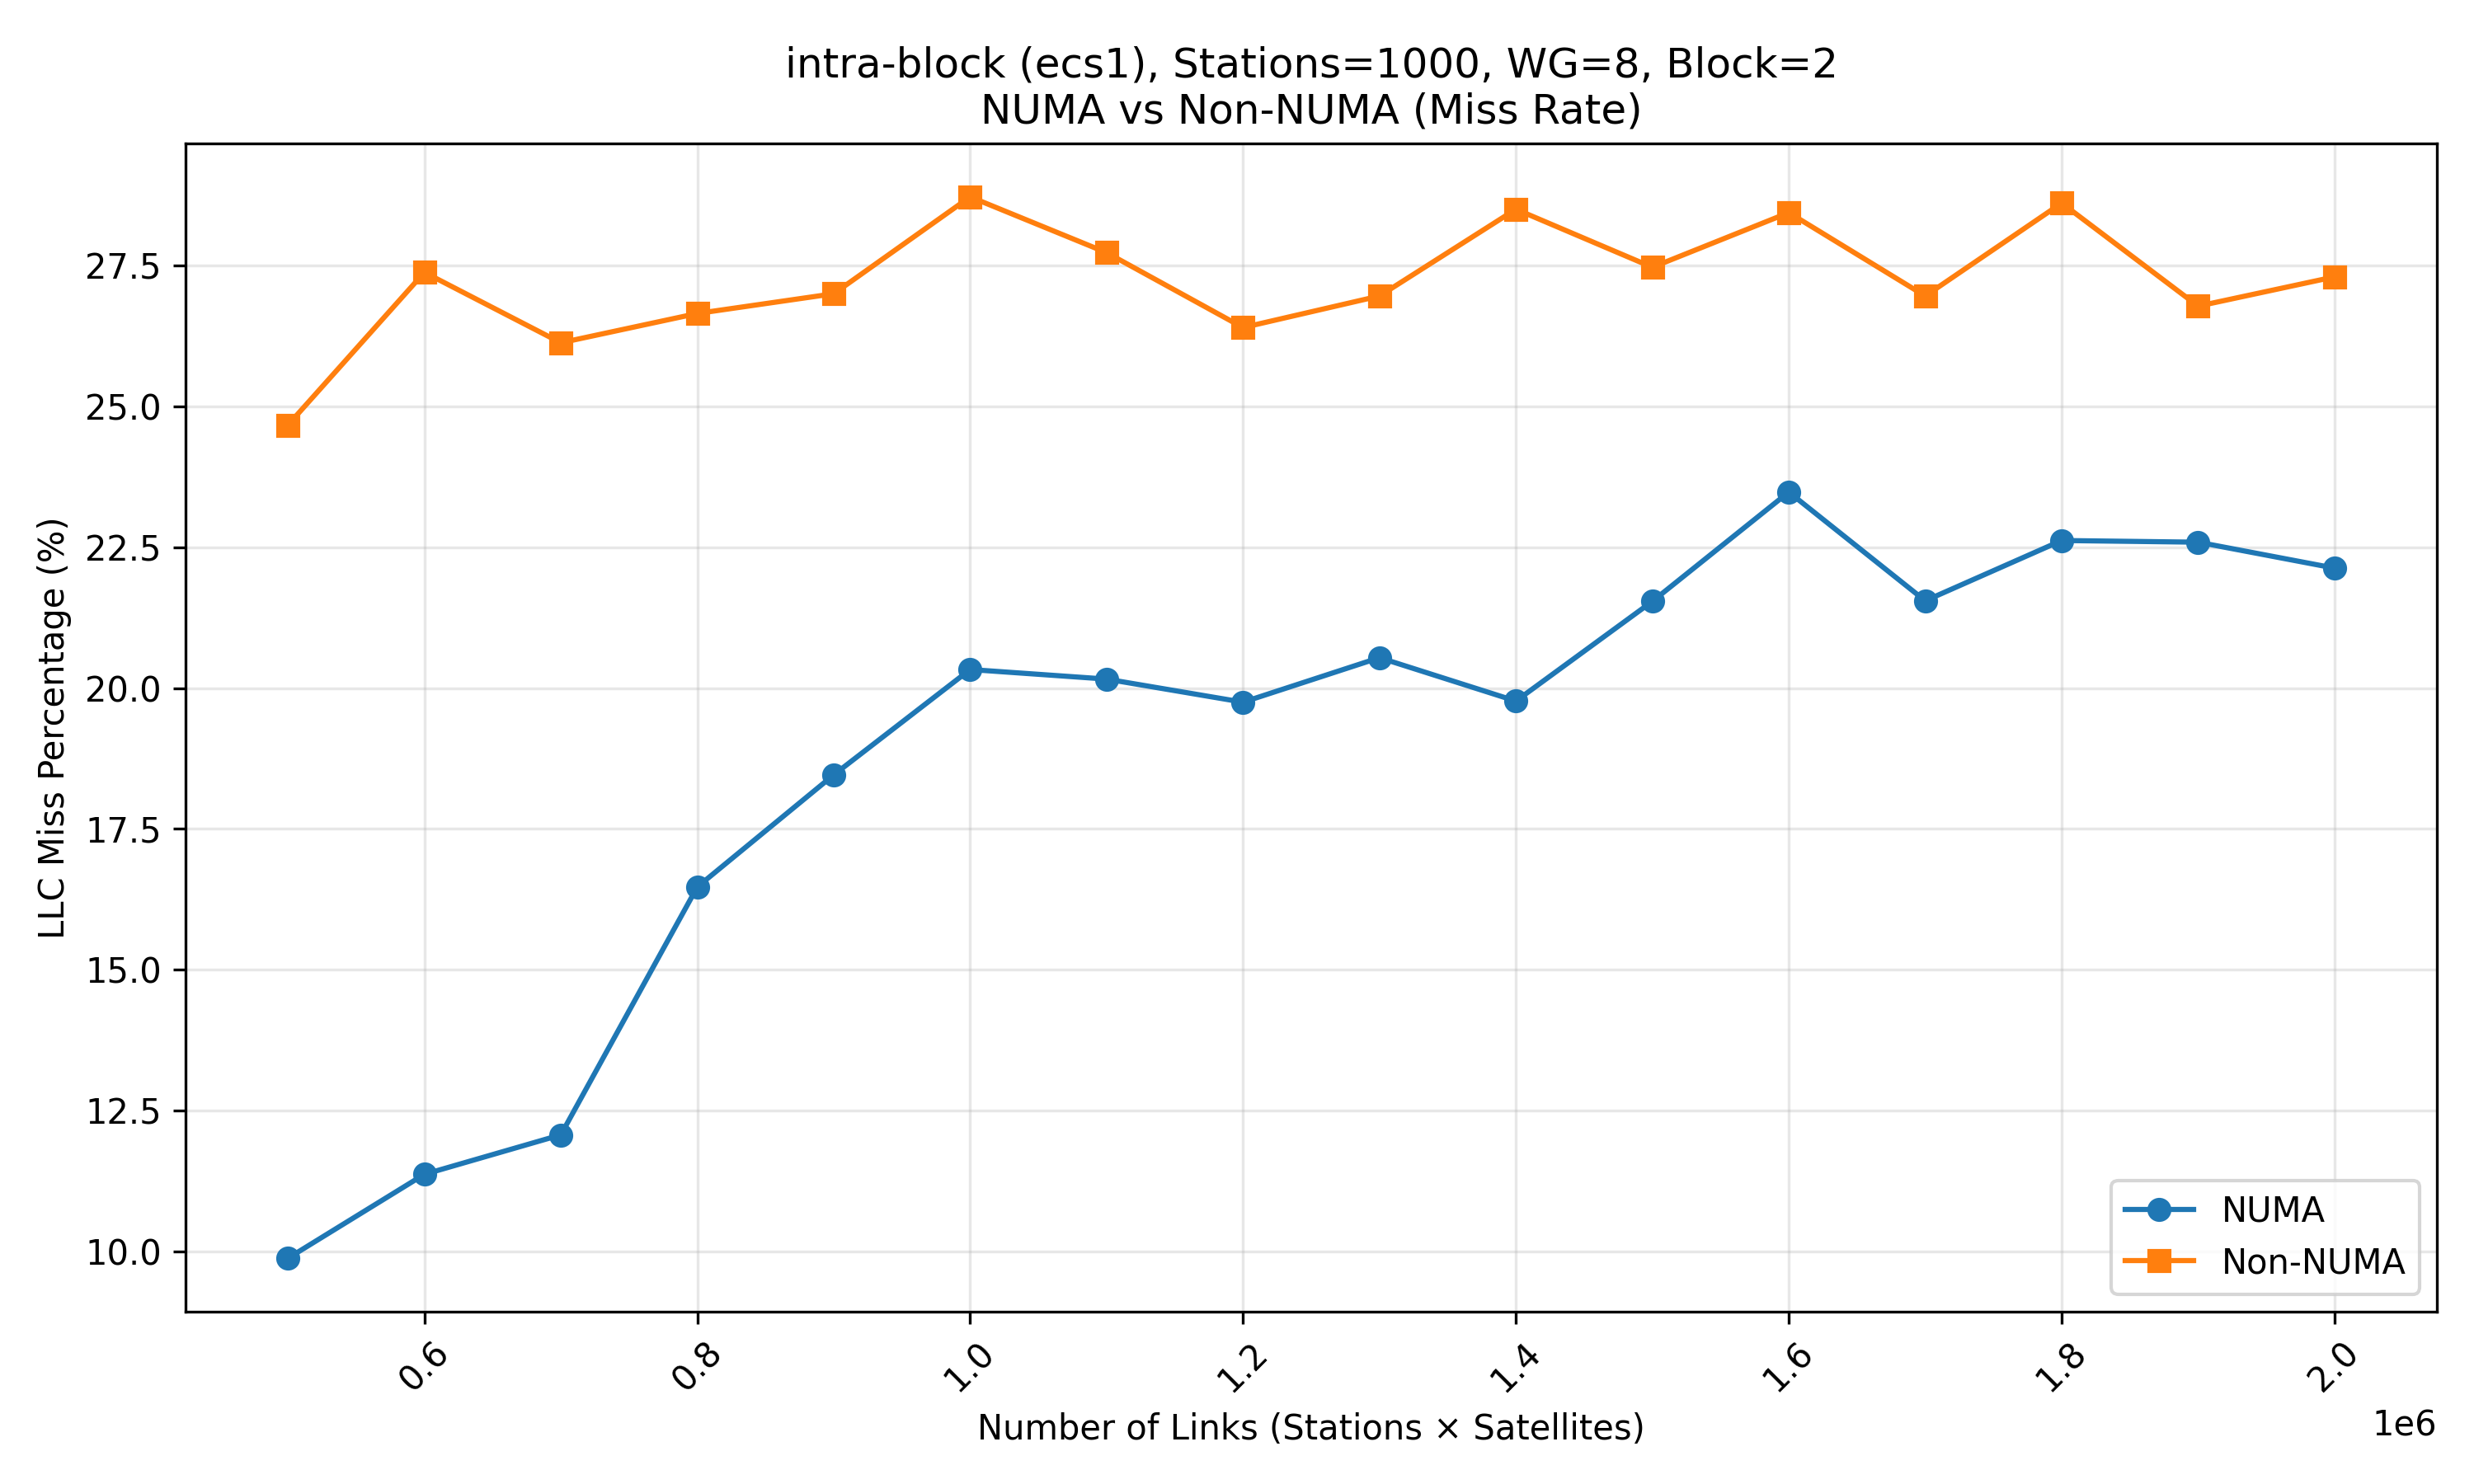 intra-block (ecs1), Stations=1000, WG=8, Block=2
NUMA vs Non-NUMA (Miss Rate)
LLC Miss Percentage (%)
27.5
25.0
22.5
20.0
17.5
15.0
12.5
10.0
NUMA
Non-NUMA
0.6
0.8
1.0
1.2
1.4
1.6
1.8
2.0
1e6
Number of Links (Stations × Satellites)